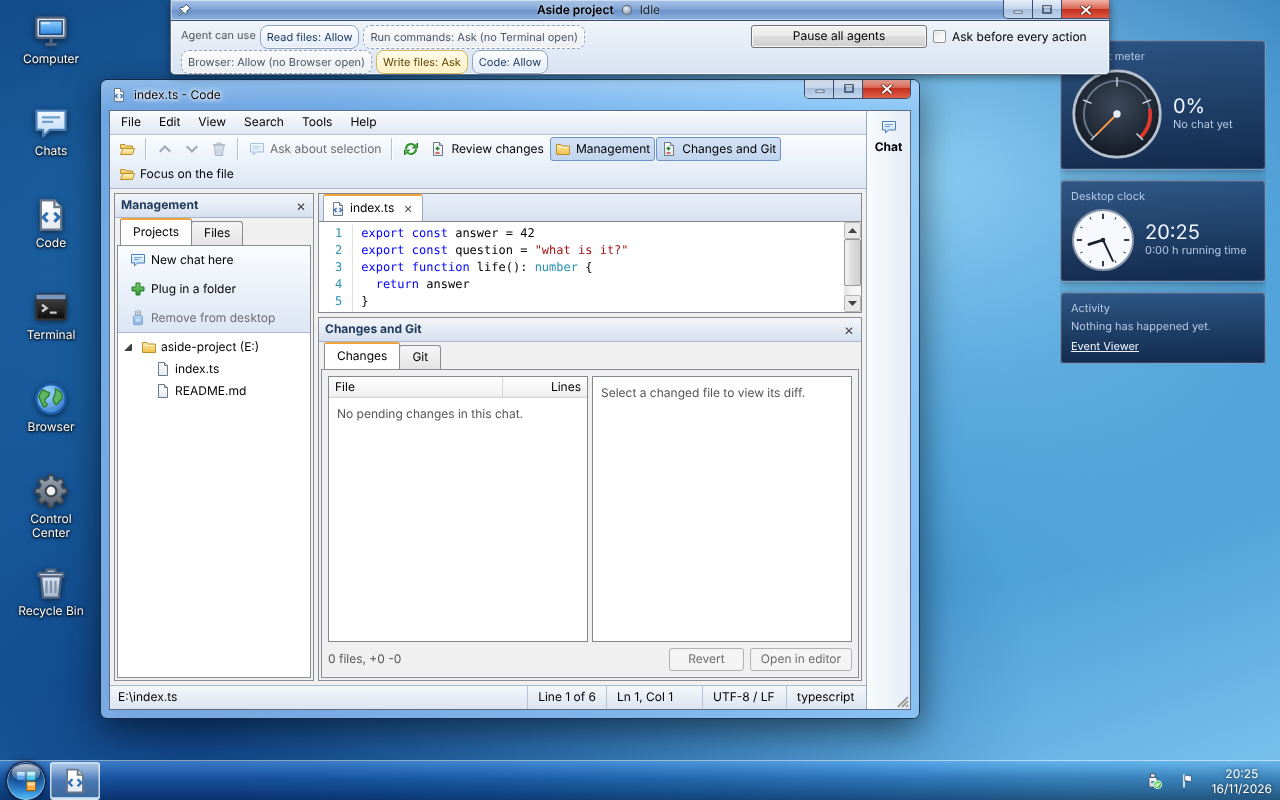 Aside project Idle
Agent can use Read files: Allow Run commands: Ask (no Terminal open)
Browser: Allow (no Browser open) Write files: Ask Code: Allow
Pause all agents Ask before every action
Computer
Chats
Code
Terminal
Browser
Control
Center
Recycle Bin
index.ts - Code
File Edit View Search Tools Help
Ask about selection Review changes Management Changes and Git
Focus on the file
Chat
Management
Projects Files
New chat here
Plug in a folder
Remove from desktop
aside-project (E:)
index.ts
README.md
index.ts
1 export const answer = 42
2 export const question = "what is it?"
3 export function life(): number {
4 return answer
5 }
Changes and Git
Changes Git
File Lines
No pending changes in this chat.
Select a changed file to view its diff.
0 files, +0 -0 Revert Open in editor
E:\index.ts Line 1 of 6 Ln 1, Col 1 UTF-8 / LF typescript
meter
0%
No chat yet
Desktop clock
20:25
0:00 h running time
Activity
Nothing has happened yet.
Event Viewer
20:25
16/11/2026